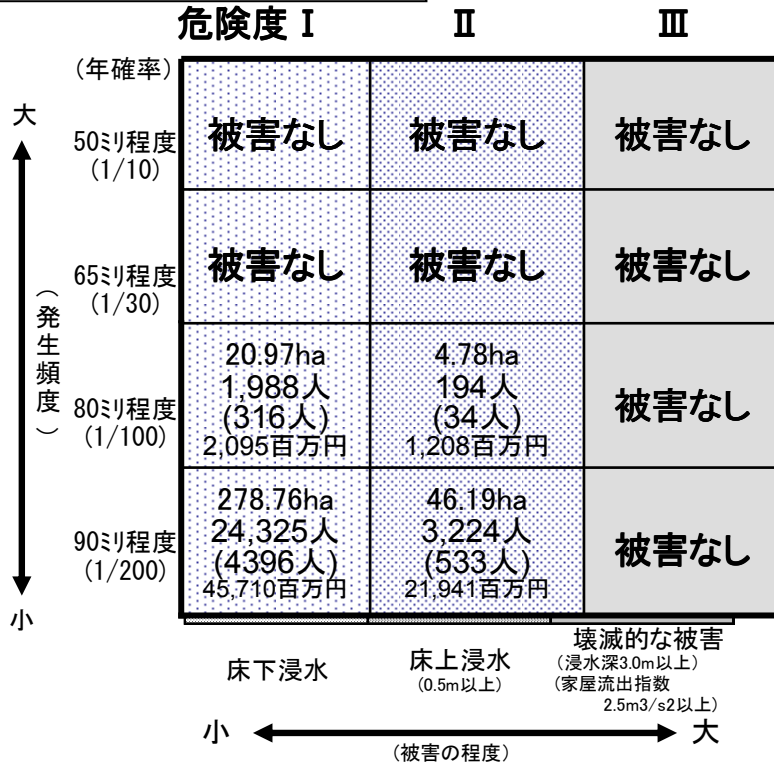 危険度 Ⅰ Ⅱ Ⅲ
(年確率)
大
50ミリ程度
(1/10)
被害なし 被害なし 被害なし
65ミリ程度
(1/30)
被害なし 被害なし 被害なし
(発生頻度)
80ミリ程度
(1/100)
20.97ha
1,988人
(316人)
2,095百万円
4.78ha
194人
(34人)
1,208百万円
被害なし
90ミリ程度
(1/200)
278.76ha
24,325人
(4396人)
45,710百万円
46.19ha
3,224人
(533人)
21,941百万円
被害なし
小
床下浸水
床上浸水
(0.5m以上)
壊滅的な被害
(浸水深3.0m以上)
(家屋流出指数
2.5m3/s2以上)
小 大
(被害の程度)